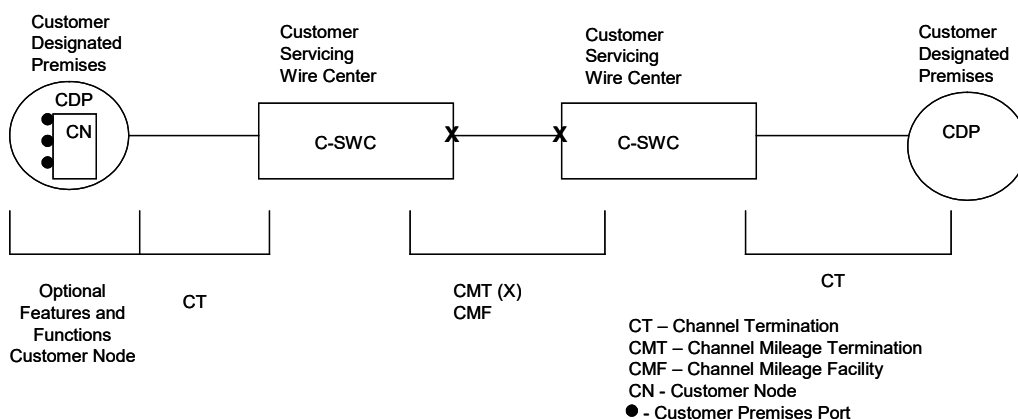 Customer
Designated
Premises
Customer
Servicing
Wire Center
Customer
Servicing
Wire Center
Customer
Designated
Premises
CDP
CN
C-SWC
X
X
C-SWC
CDP
Optional
Features and
Functions
Customer Node
CT
CMT (X)
CMF
CT
CT – Channel Termination
CMT – Channel Mileage Termination
CMF – Channel Mileage Facility
CN - Customer Node
● - Customer Premises Port